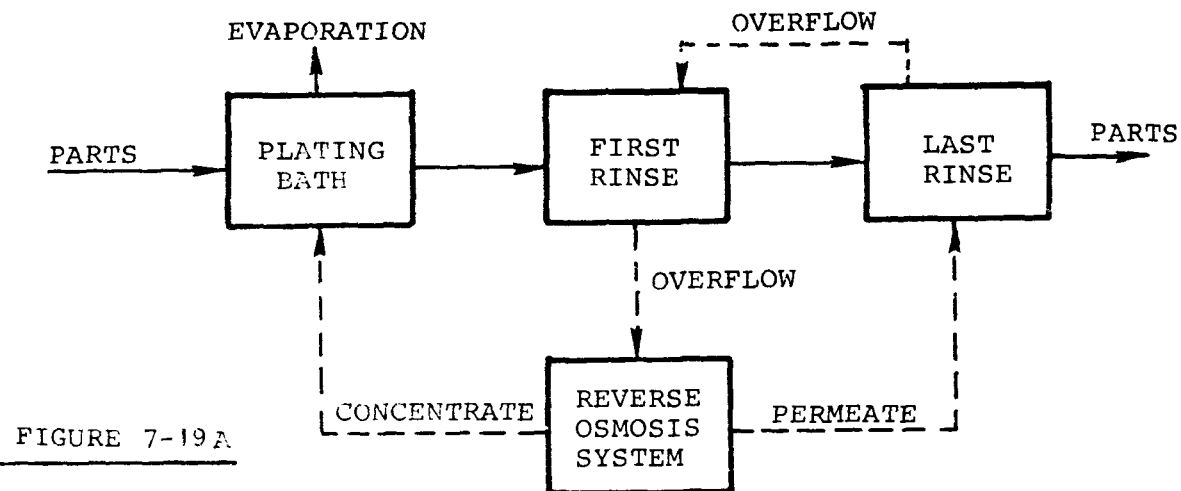 OVERFLOW
EVAPORATION
PARTS
PLATING
BATH
FIRST
RINSE
LAST
RINSE
PARTS
OVERFLOW
CONCENTRATE
REVERSE
OSMOSIS
SYSTEM
PERMEATE
FIGURE 7-19A